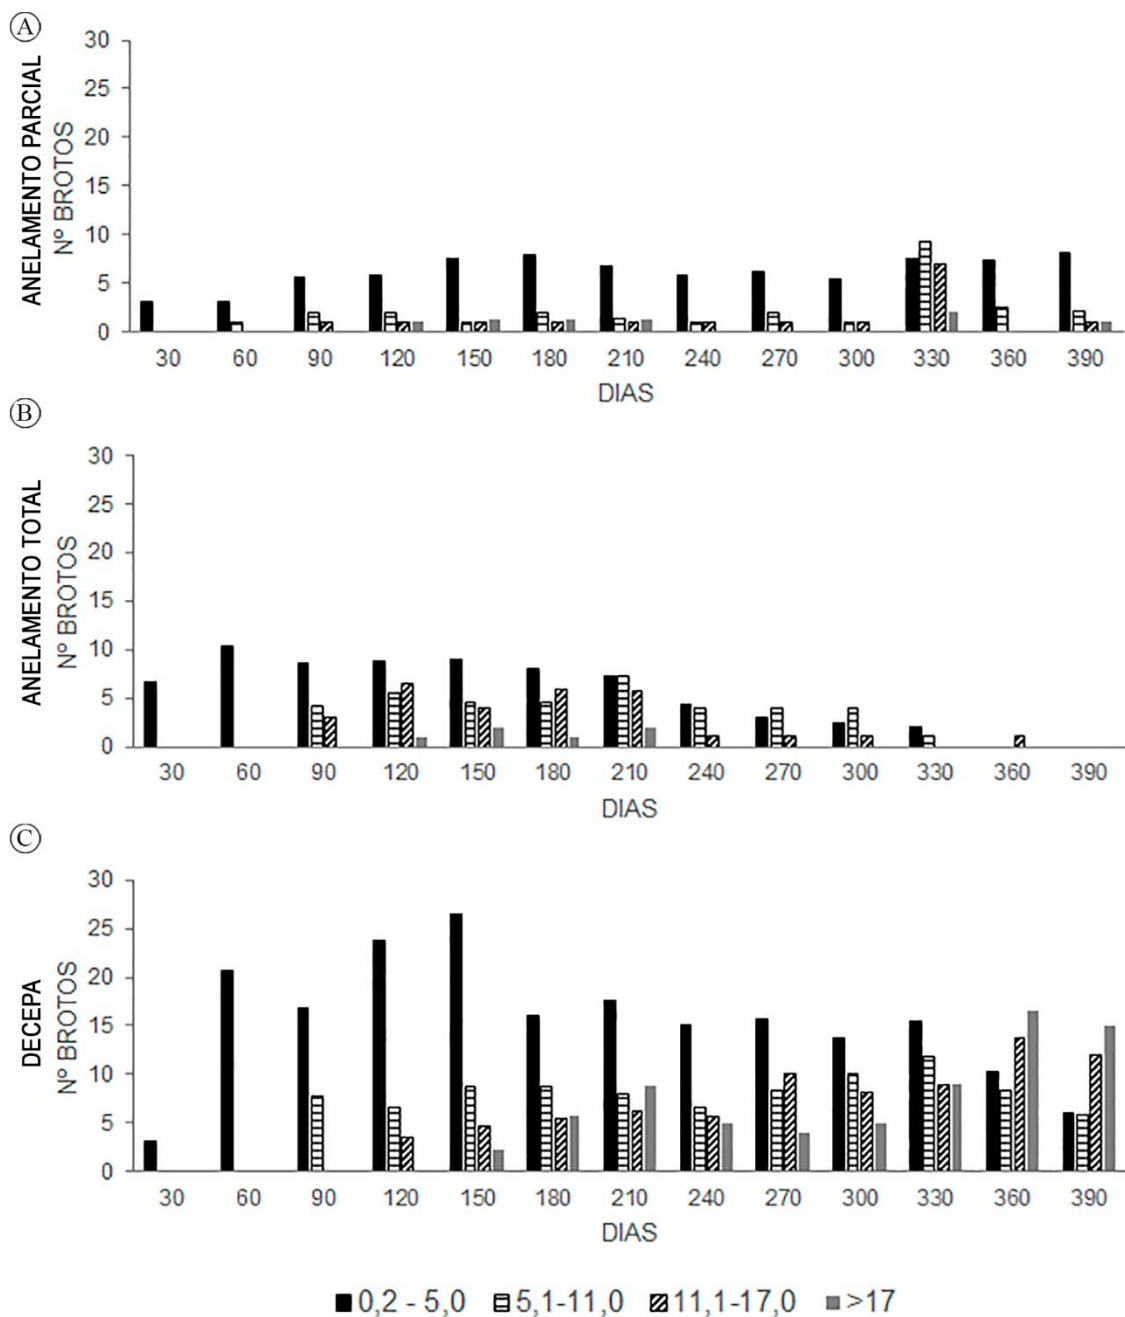 A
ANELAMENTO PARCIAL
Nº BROTOS
30
25
20
15
10
5
0
30 60 90 120 150 180 210 240 270 300 330 360 390
DIAS
B
ANELAMENTO TOTAL
Nº BROTOS
30
25
20
15
10
5
0
30 60 90 120 150 180 210 240 270 300 330 360 390
DIAS
C
DECEPA
Nº BROTOS
30
25
20
15
10
5
0
30 60 90 120 150 180 210 240 270 300 330 360 390
DIAS
0,2 - 5,0 5,1-11,0 11,1-17,0 >17